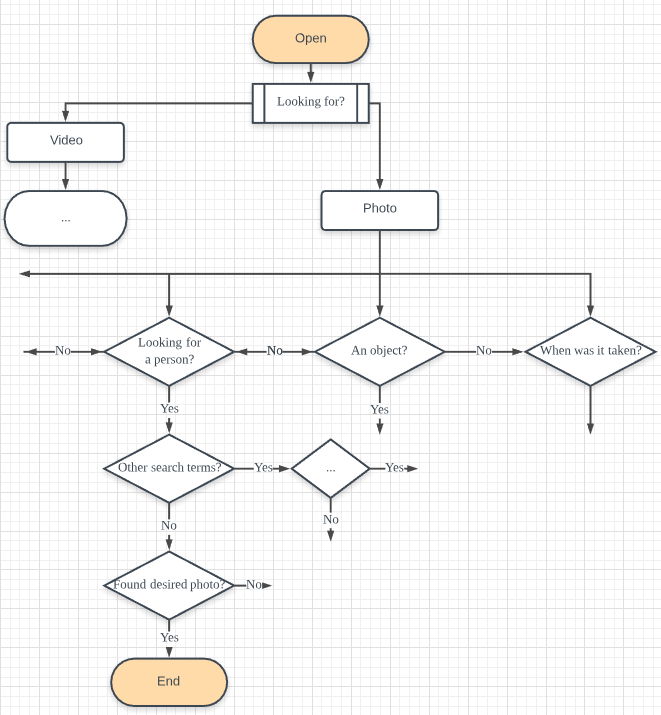 Open
Looking for?
Video
...
Photo
No
Looking for
a person?
No
An object?
No
When was it taken?
Yes
Yes
Other search terms?
Yes
...
Yes
No
No
Found desired photo?
No
Yes
End